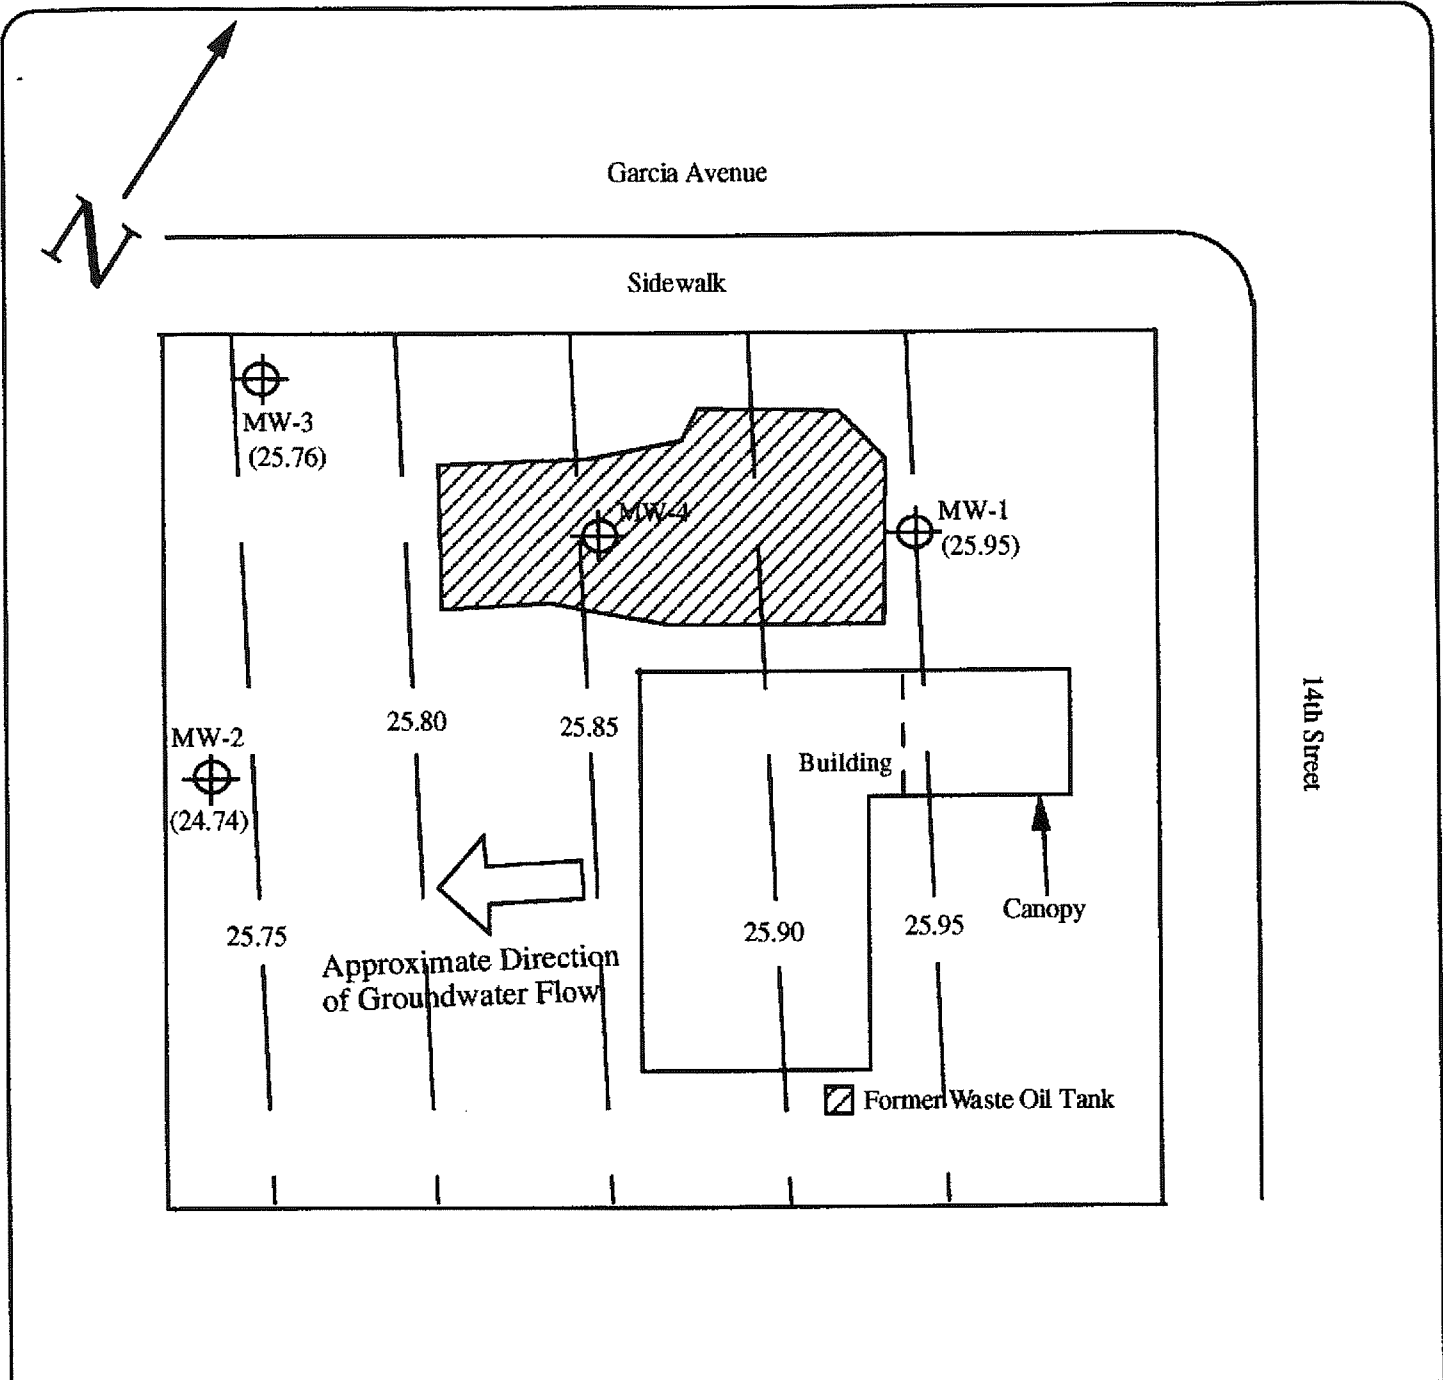 N
Garcia Avenue
Sidewalk
MW-3
(25.76)
MW-4
MW-1
(25.95)
14th Street
25.80
25.85
MW-2
Building
(24.74)
Canopy
25.75
25.90
25.95
Approximate Direction
of Groundwater Flow
Former Waste Oil Tank